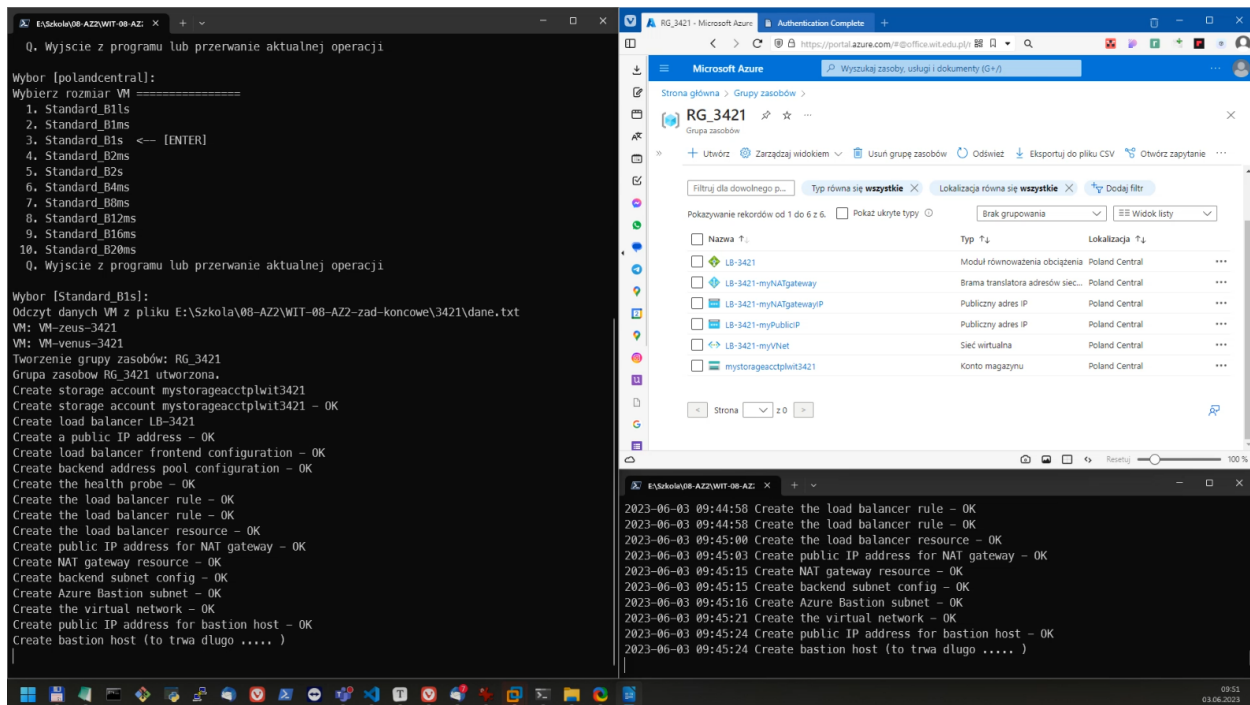 E:\Szkola\08-AZ2\WIT-08-AZ:
Q. Wyjscie z programu lub przerwanie aktualnej operacji
Wybor [polandcentral]:
Wybierz rozmiar VM ================
1. Standard_B1ls
2. Standard_B1ms
3. Standard_B1s <-- [ENTER]
4. Standard_B2ms
5. Standard_B2s
6. Standard_B4ms
7. Standard_B8ms
8. Standard_B12ms
9. Standard_B16ms
10. Standard_B20ms
Q. Wyjscie z programu lub przerwanie aktualnej operacji
Wybor [Standard_B1s]:
Odczyt danych VM z pliku E:\Szkola\08-AZ2\WIT-08-AZ2-zad-koncowe\3421\dane.txt
VM: VM-zeus-3421
VM: VM-venus-3421
Tworzenie grupy zasobów: RG_3421
Grupa zasobow RG_3421 utworzona.
Create storage account mystorageacctplwit3421
Create storage account mystorageacctplwit3421 - OK
Create load balancer LB-3421
Create a public IP address - OK
Create load balancer frontend configuration - OK
Create backend address pool configuration - OK
Create the health probe - OK
Create the load balancer rule - OK
Create the load balancer rule - OK
Create the load balancer resource - OK
Create public IP address for NAT gateway - OK
Create NAT gateway resource - OK
Create backend subnet config - OK
Create Azure Bastion subnet - OK
Create the virtual network - OK
Create public IP address for bastion host - OK
Create bastion host (to trwa dlugo ..... )
RG_3421 - Microsoft Azure
Authentication Complete
https://portal.azure.com/#@office.wit.edu.pl/r
Microsoft Azure
Wyszukaj zasoby, usługi i dokumenty (G+/)
Strona główna > Grupy zasobów >
RG_3421
Grupa zasobów
Utwórz Zarządzaj widokiem Usuń grupę zasobów Odśwież Eksportuj do pliku CSV Otwórz zapytanie
Filtruj dla dowolnego p... Typ równa się wszystkie Lokalizacja równa się wszystkie Dodaj filtr
Pokazywanie rekordów od 1 do 6 z 6. Pokaż ukryte typy Brak grupowania Widok listy
Nazwa Typ Lokalizacja
LB-3421 Moduł równoważenia obciążenia Poland Central
LB-3421-myNATgateway Brama translatora adresów siec... Poland Central
LB-3421-myNATgatewayIP Publiczny adres IP Poland Central
LB-3421-myPublicIP Publiczny adres IP Poland Central
LB-3421-myVNet Sieć wirtualna Poland Central
mystorageacctplwit3421 Konto magazynu Poland Central
< Strona z 0 >
Resetuj 100 %
E:\Szkola\08-AZ2\WIT-08-AZ:
2023-06-03 09:44:58 Create the load balancer rule - OK
2023-06-03 09:44:58 Create the load balancer rule - OK
2023-06-03 09:45:00 Create the load balancer resource - OK
2023-06-03 09:45:03 Create public IP address for NAT gateway - OK
2023-06-03 09:45:15 Create NAT gateway resource - OK
2023-06-03 09:45:15 Create backend subnet config - OK
2023-06-03 09:45:16 Create Azure Bastion subnet - OK
2023-06-03 09:45:21 Create the virtual network - OK
2023-06-03 09:45:24 Create public IP address for bastion host - OK
2023-06-03 09:45:24 Create bastion host (to trwa dlugo ..... )
09:51
03.06.2023